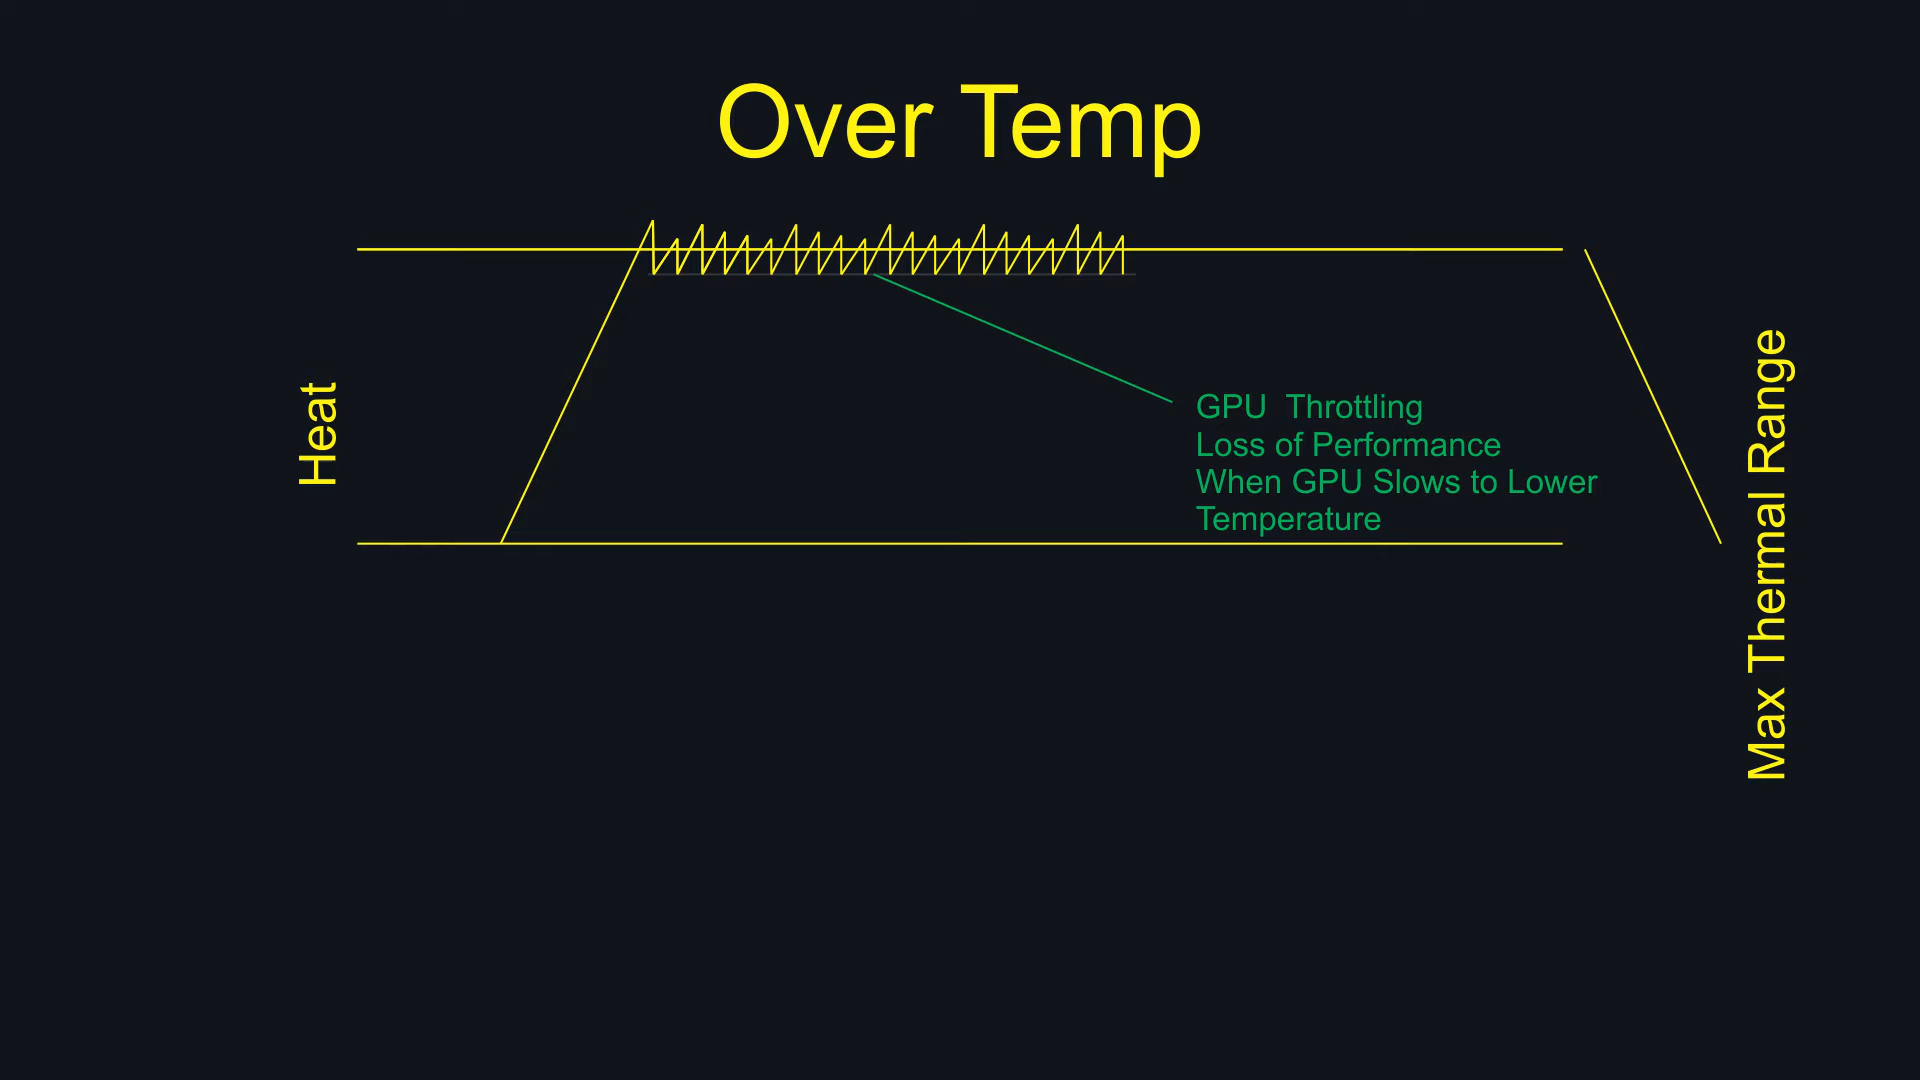 Over Temp
Heat
GPU  Throttling
Loss of Performance
When GPU Slows to Lower
Temperature
Max Thermal Range